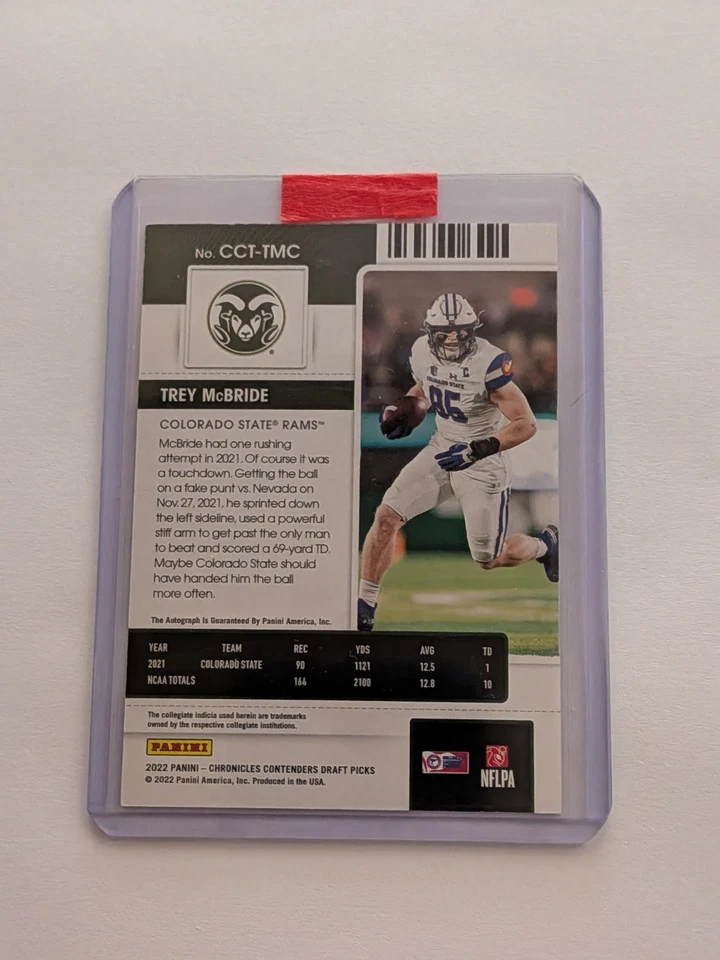 No. CCT-TMC
TREY McBRIDE
COLORADO STATE® RAMS™
McBride had one rushing
attempt in 2021. Of course it was
a touchdown. Getting the ball
on a fake punt vs. Nevada on
Nov. 27, 2021, he sprinted down
the left sideline, used a powerful
stiff arm to get past the only man
to beat and scored a 69-yard TD.
Maybe Colorado State should
have handed him the ball
more often.
The Autograph Is Guaranteed By Panini America, Inc.
C
COLORADO STATE
85
YEAR TEAM REC YDS AVG TD
2021 COLORADO STATE 90 1121 12.5 1
NCAA TOTALS 164 2100 12.8 10
The collegiate indicia used herein are trademarks
owned by the respective collegiate institutions.
PANINI
2022 PANINI – CHRONICLES CONTENDERS DRAFT PICKS
© 2022 Panini America, Inc. Produced in the USA.
NFLPA